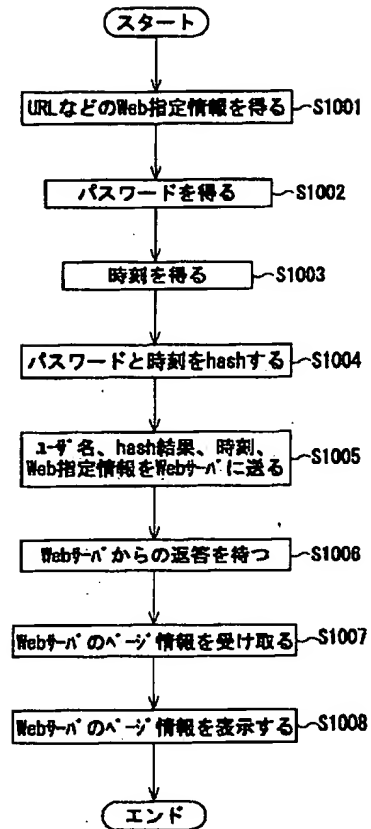 スタート
URLなどのWeb指定情報を得る S1001
パスワードを得る S1002
時刻を得る S1003
パスワードと時刻をhashする S1004
ﾕｰｻﾞ名、hash結果、時刻、
Web指定情報をWebｻｰﾊﾞに送る S1005
Webｻｰﾊﾞからの返答を待つ S1006
Webｻｰﾊﾞのﾍﾟｰｼﾞ情報を受け取る S1007
Webｻｰﾊﾞのﾍﾟｰｼﾞ情報を表示する S1008
エンド